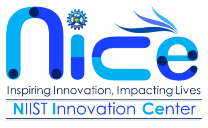 nice
Inspiring Innovation, Impacting Lives
NIIST Innovation Center